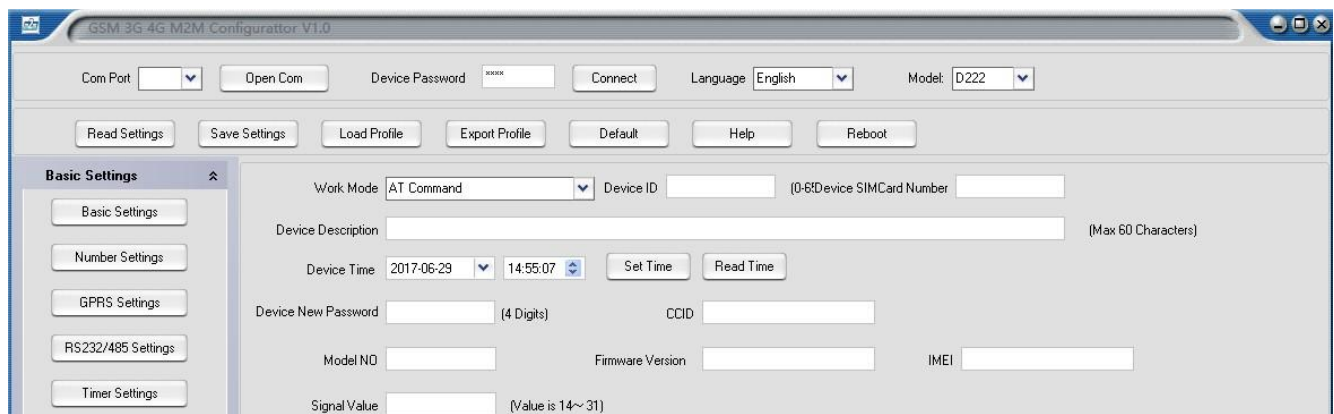 GSM 3G 4G M2M Configurattor V1.0
Com Port Open Com Device Password **** Connect Language English Model: D222
Read Settings Save Settings Load Profile Export Profile Default Help Reboot
Basic Settings
Work Mode AT Command Device ID (0-65 Device SIMCard Number
Basic Settings
Device Description (Max 60 Characters)
Number Settings
Device Time 2017-06-29 14:55:07 Set Time Read Time
GPRS Settings
Device New Password (4 Digits) CCID
RS232/485 Settings
Model NO Firmware Version IMEI
Timer Settings
Signal Value (Value is 14~31)